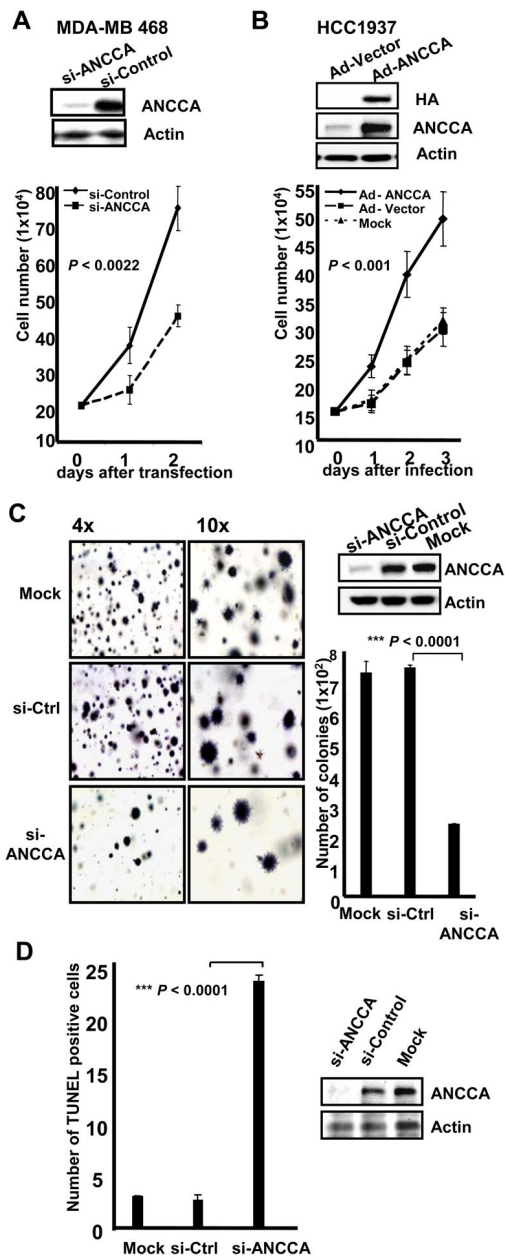 A
MDA-MB 468
si-ANCCA
si-Control
ANCCA
Actin
80
70
60
50
40
30
20
10
Cell number (1x10⁴)
si-Control
si-ANCCA
P < 0.0022
0 1 2
days after transfection
B
HCC1937
Ad-Vector
Ad-ANCCA
HA
ANCCA
Actin
55
50
45
40
35
30
25
20
15
10
Cell number (1x10⁴)
Ad - ANCCA
Ad - Vector
Mock
P < 0.001
0 1 2 3
days after infection
C
4x 10x
Mock
si-Ctrl
si-
ANCCA
si-ANCCA
si-Control
Mock
ANCCA
Actin
*** P < 0.0001
8
7
6
5
4
3
2
1
0
Number of colonies (1x10²)
Mock si-Ctrl si-
ANCCA
D
25
20
15
10
5
0
Number of TUNEL positive cells
*** P < 0.0001
Mock si-Ctrl si-ANCCA
si-ANCCA
si-Control
Mock
ANCCA
Actin